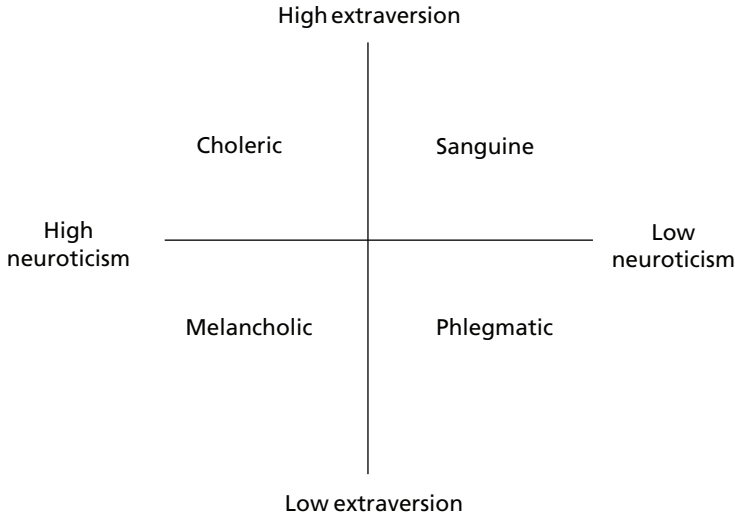 High extraversion
Choleric
Sanguine
High
neuroticism
Low
neuroticism
Melancholic
Phlegmatic
Low extraversion